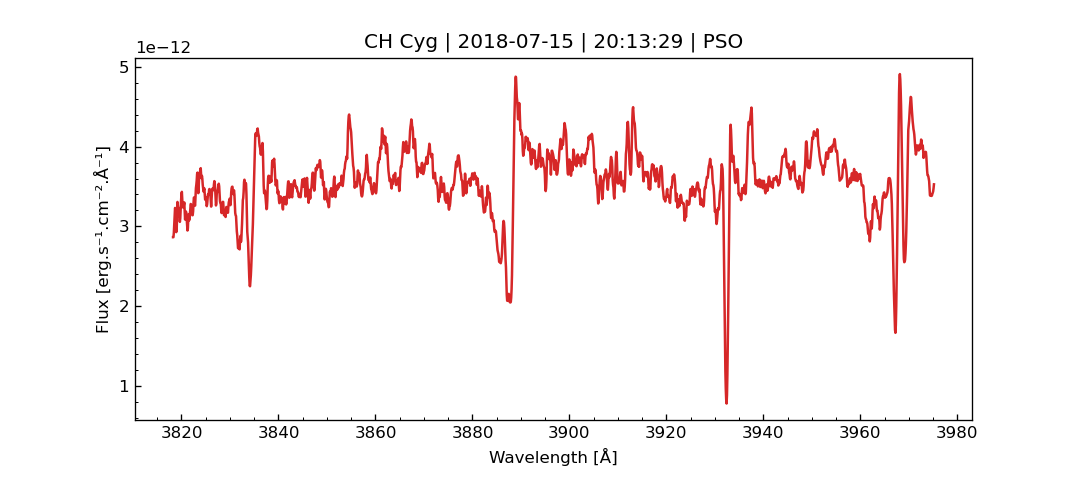 CH Cyg | 2018-07-15 | 20:13:29 | PSO
1e−12
5
4
3
2
1
Flux [erg.s⁻¹.cm⁻².Å⁻¹]
3820 3840 3860 3880 3900 3920 3940 3960 3980
Wavelength [Å]